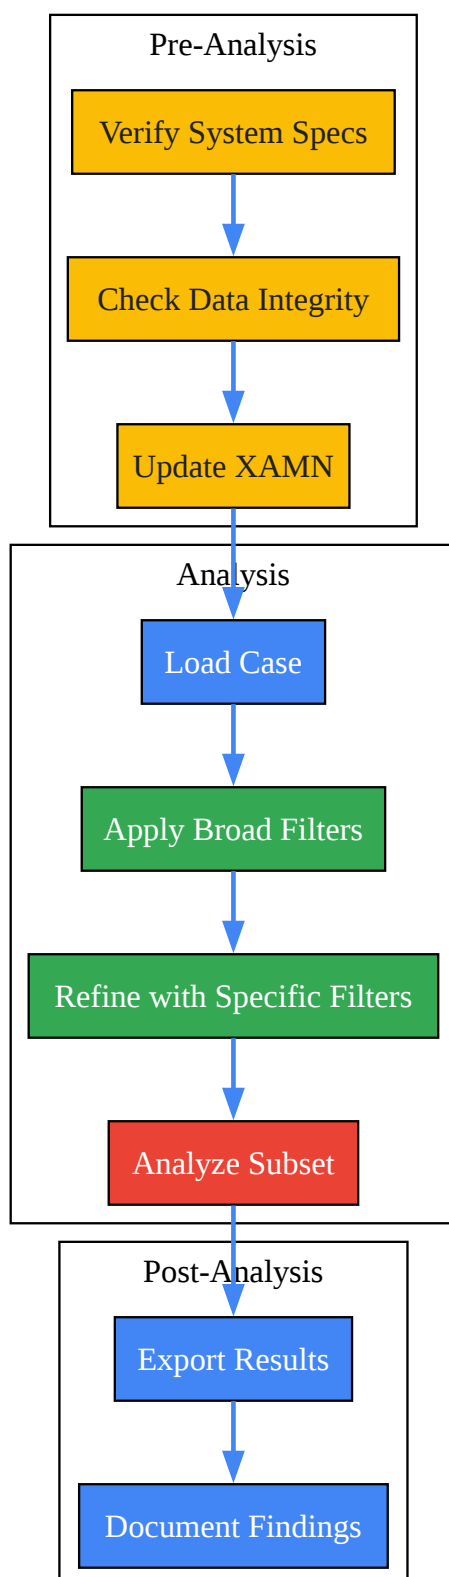 Pre-Analysis
Verify System Specs
Check Data Integrity
Update XAMN
Analysis
Load Case
Apply Broad Filters
Refine with Specific Filters
Analyze Subset
Post-Analysis
Export Results
Document Findings